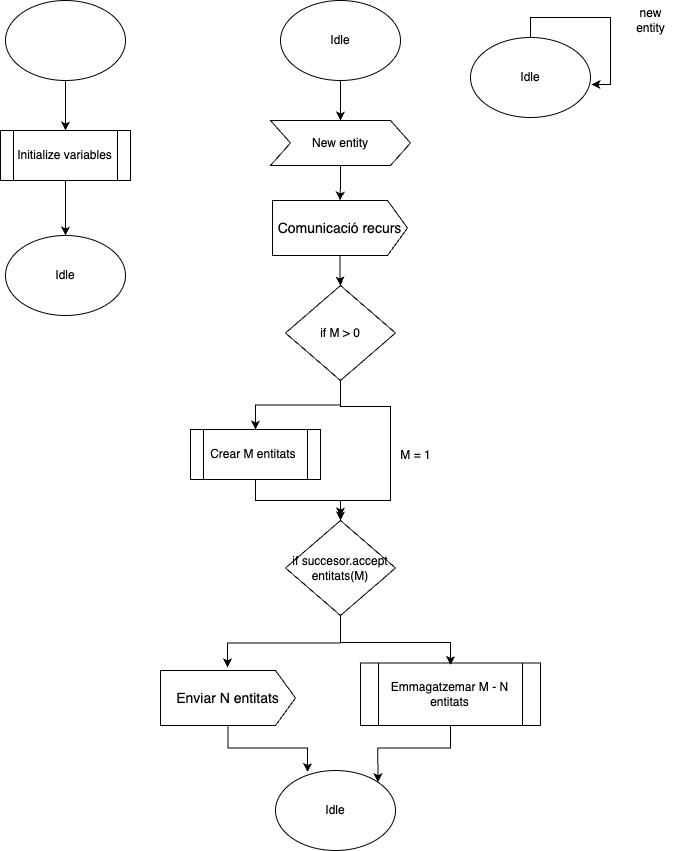 new
entity
Idle
Idle
New entity
Initialize variables
Comunicació recurs
Idle
if M > 0
Crear M entitats
M = 1
if succesor.accept
entitats(M)
Enviar N entitats
Emmagatzemar M - N
entitats
Idle